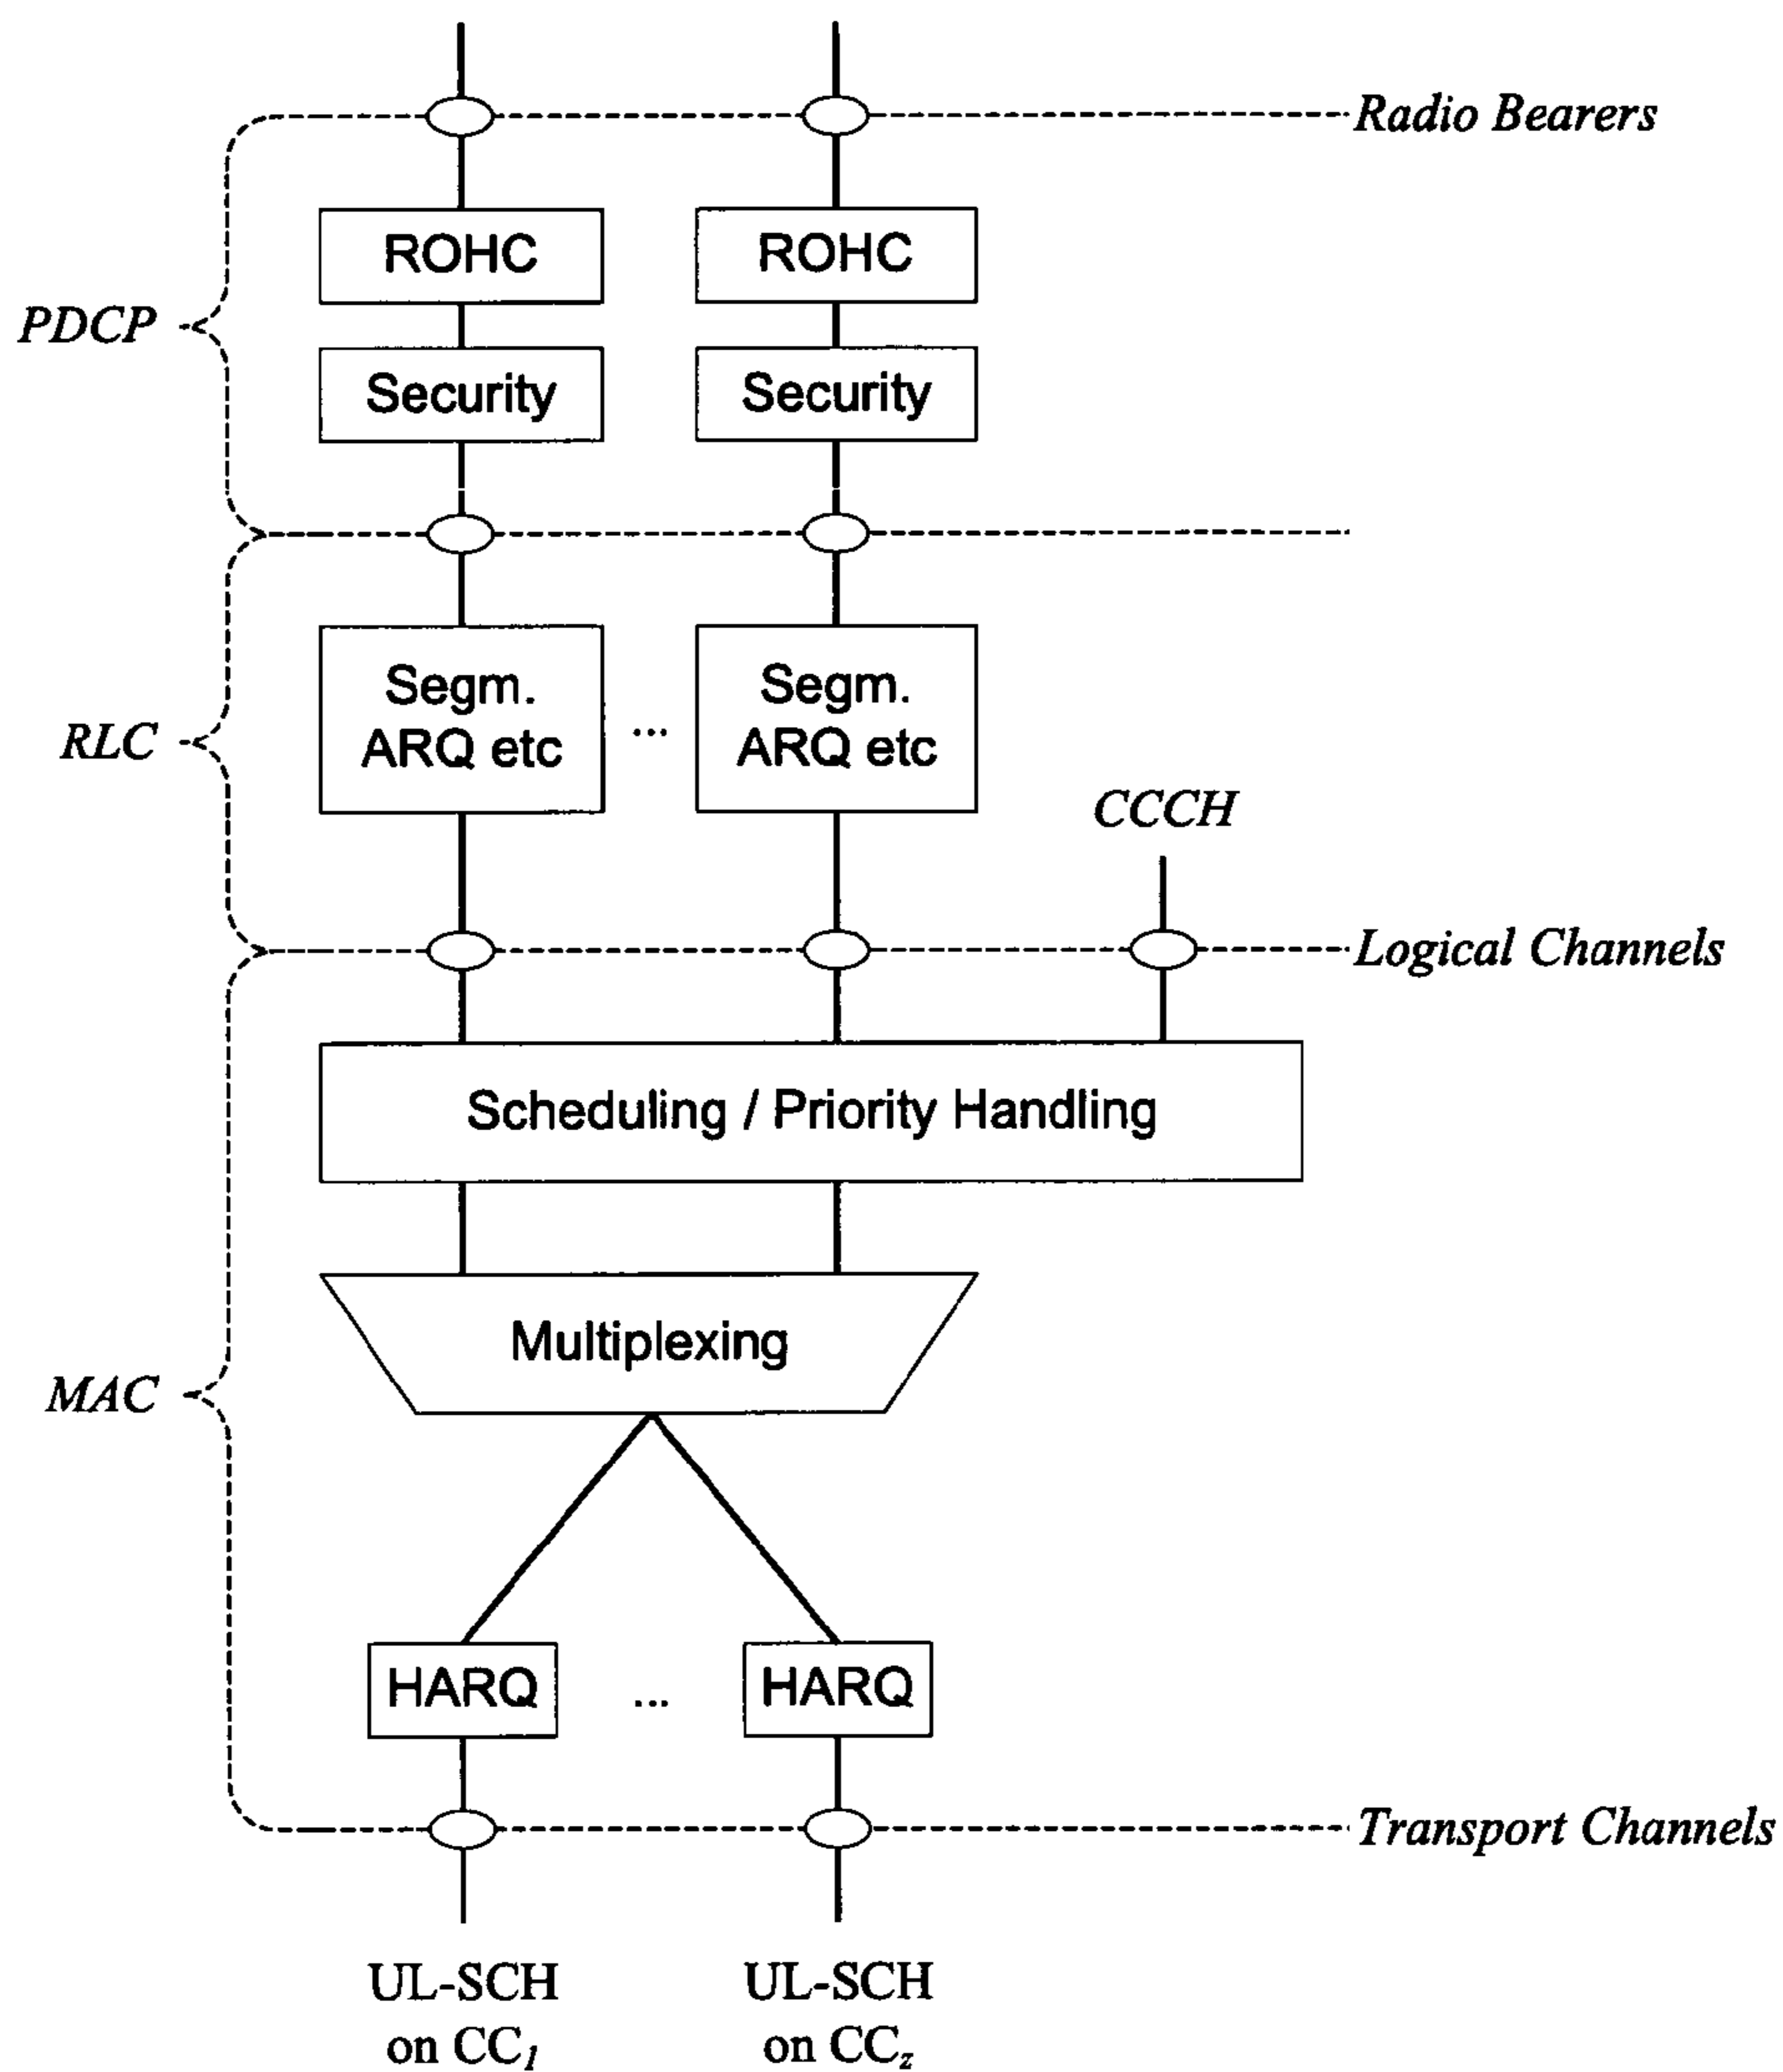 Radio Bearers
ROHC
ROHC
PDCP
Security
Security
Segm.
ARQ etc
...
Segm.
ARQ etc
RLC
CCCH
Logical Channels
Scheduling / Priority Handling
Multiplexing
MAC
HARQ
...
HARQ
Transport Channels
UL-SCH
on CC1
UL-SCH
on CCz